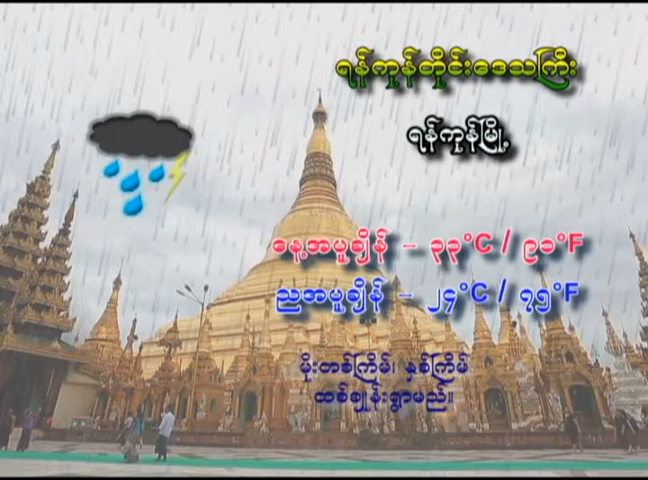 ရန်ကုန်တိုင်းဒေသကြီး
ရန်ကုန်မြို့
နေ့အပူချိန် – ၃၃°C / ၉၁°F
ညအပူချိန် – ၂၄°C / ၇၅°F
မိုးတစ်ကြိမ်၊ နှစ်ကြိမ်
ထစ်ချုန်းရွာမည်။